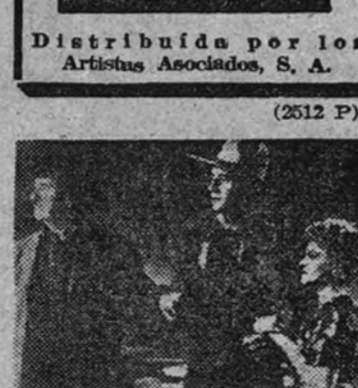 Distribuída por los
Artistas Asociados, S. A.
(2512 P)